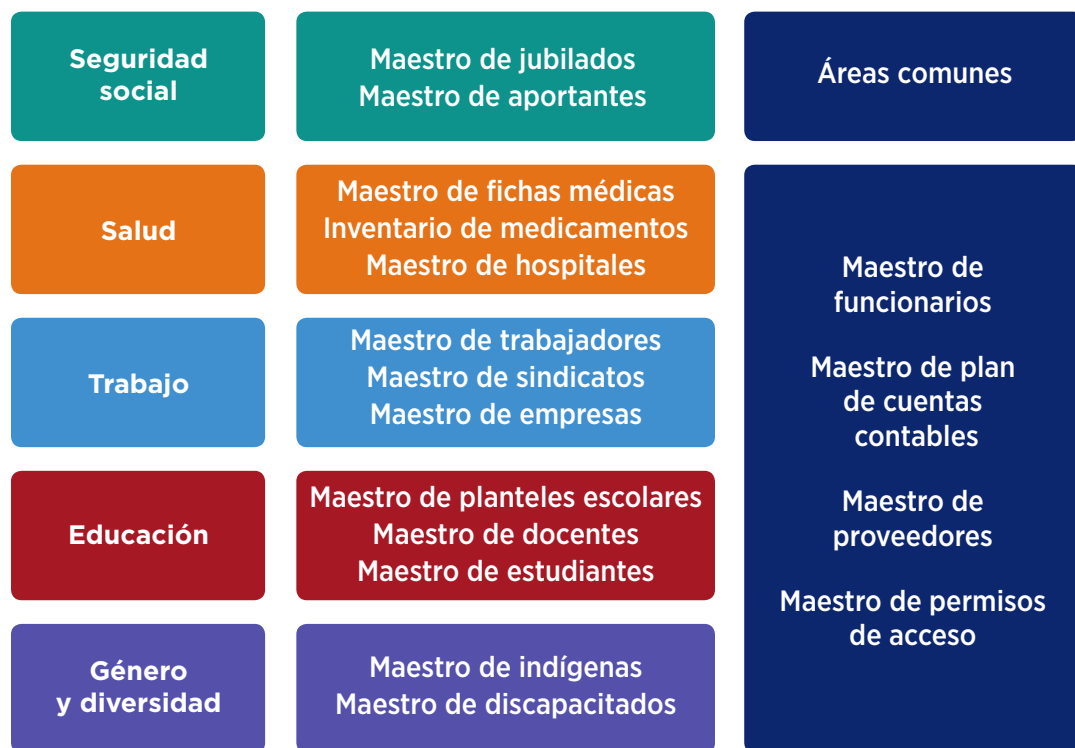 Seguridad
social
Maestro de jubilados
Maestro de aportantes
Áreas comunes
Salud
Maestro de fichas médicas
Inventario de medicamentos
Maestro de hospitales
Trabajo
Maestro de trabajadores
Maestro de sindicatos
Maestro de empresas
Educación
Maestro de planteles escolares
Maestro de docentes
Maestro de estudiantes
Género
y diversidad
Maestro de indígenas
Maestro de discapacitados
Maestro de
funcionarios
Maestro de plan
de cuentas
contables
Maestro de
proveedores
Maestro de permisos
de acceso